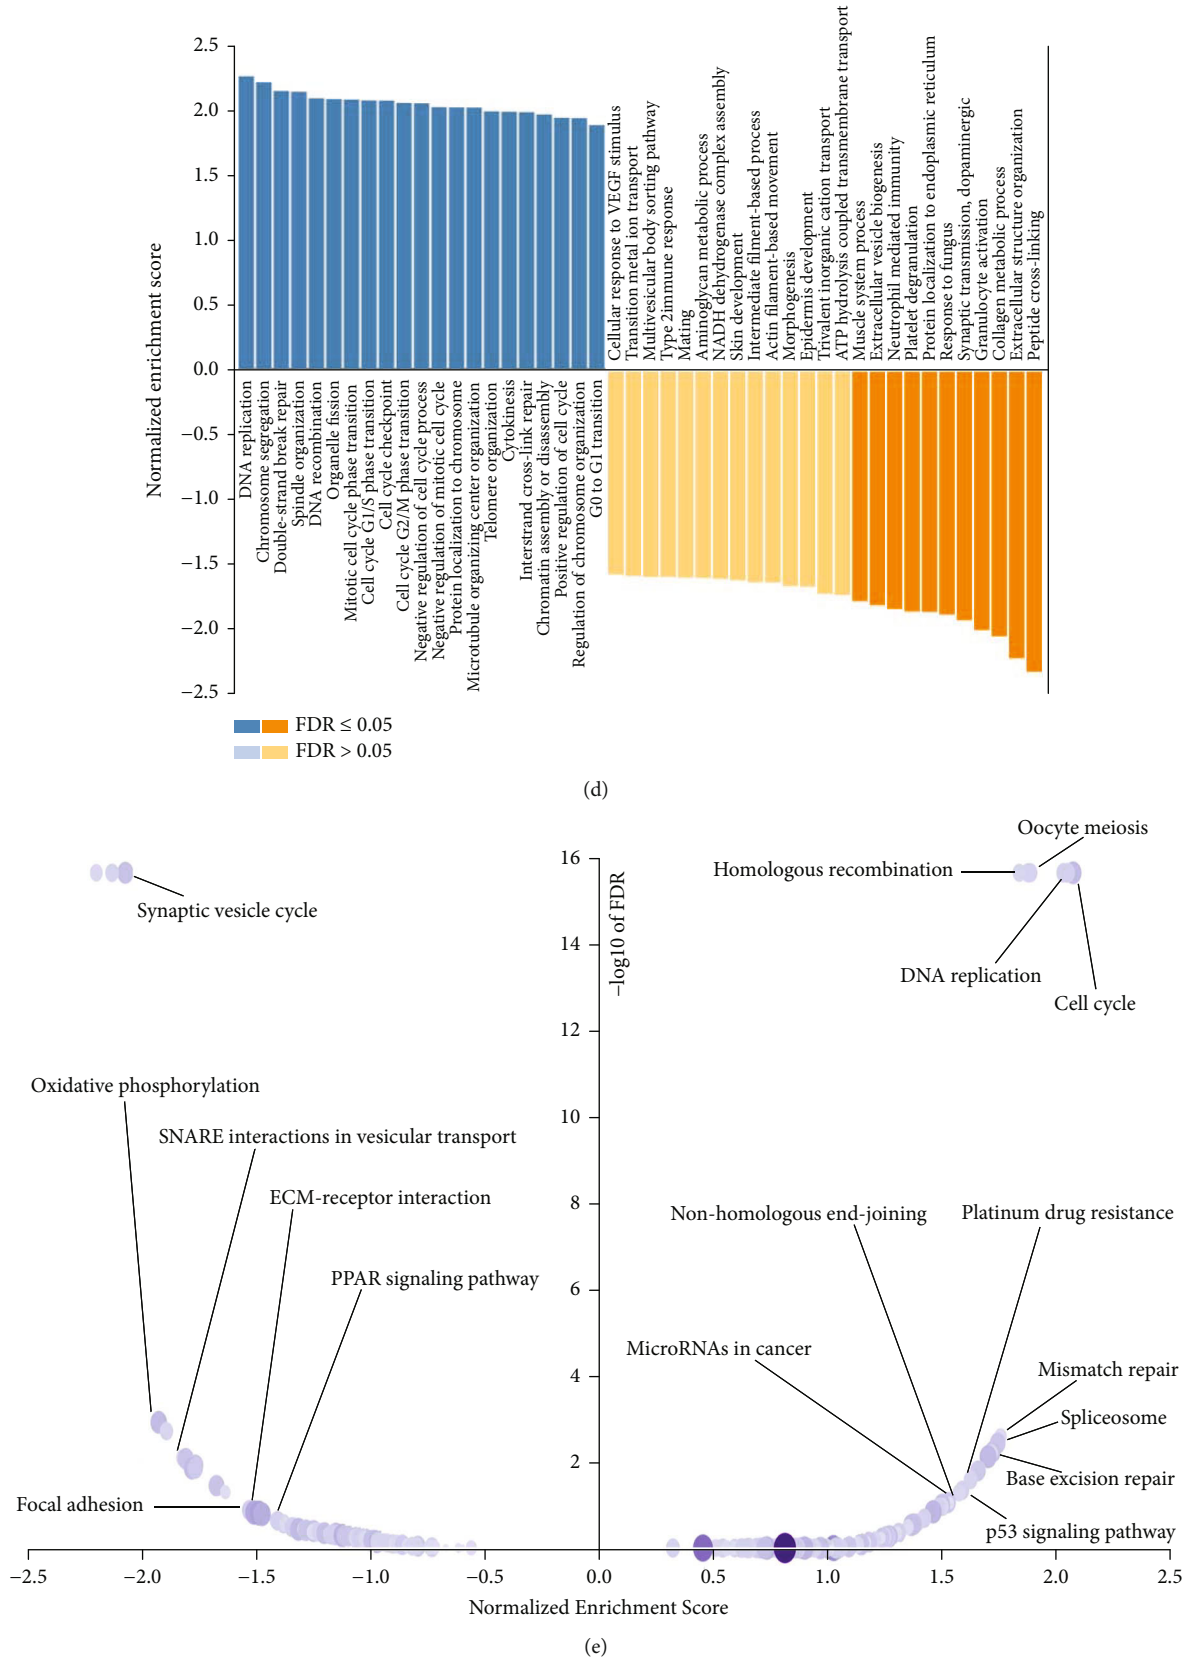 2.5
2.0
1.5
1.0
0.5
0.0
−0.5
−1.0
−1.5
−2.0
−2.5
Normalized enrichment score
DNA replication
Chromosome segregation
Double-strand break repair
Spindle organization
DNA recombination
Organelle fission
Mitotic cell cycle phase transition
Cell cycle G1/S phase transition
Cell cycle checkpoint
Cell cycle G2/M phase transition
Negative regulation of cell cycle process
Negative regulation of mitotic cell cycle
Protein localization to chromosome
Microtubule organizing center organization
Telomere organization
Cytokinesis
Interstrand cross-link repair
Chromatin assembly or disassembly
Positive regulation of cell cycle
Regulation of chromosome organization
G0 to G1 transition
Cellular response to VEGF stimulus
Transition metal ion transport
Multivesicular body sorting pathway
Type 2immune response
Mating
Aminoglycan metabolic process
NADH dehydrogenase complex assembly
Skin development
Intermediate filment-based process
Actin filament-based movement
Morphogenesis
Epidermis development
Trivalent inorganic cation transport
ATP hydrolysis coupled transmembrane transport
Muscle system process
Extracellular vesicle biogenesis
Neutrophil mediated immunity
Platelet degranulation
Protein localization to endoplasmic reticulum
Response to fungus
Synaptic transmission, dopaminergic
Granulocyte activation
Collagen metabolic process
Extracellular structure organization
Peptide cross-linking
FDR ≤ 0.05
FDR > 0.05
(d)
Oocyte meiosis
Homologous recombination
Synaptic vesicle cycle
DNA replication
Cell cycle
Oxidative phosphorylation
SNARE interactions in vesicular transport
ECM-receptor interaction
PPAR signaling pathway
Focal adhesion
Non-homologous end-joining
Platinum drug resistance
MicroRNAs in cancer
Mismatch repair
Spliceosome
Base excision repair
p53 signaling pathway
−log10 of FDR
16
14
12
10
8
6
4
2
−2.5
−2.0
−1.5
−1.0
−0.5
0.0
0.5
1.0
1.5
2.0
2.5
Normalized Enrichment Score
(e)